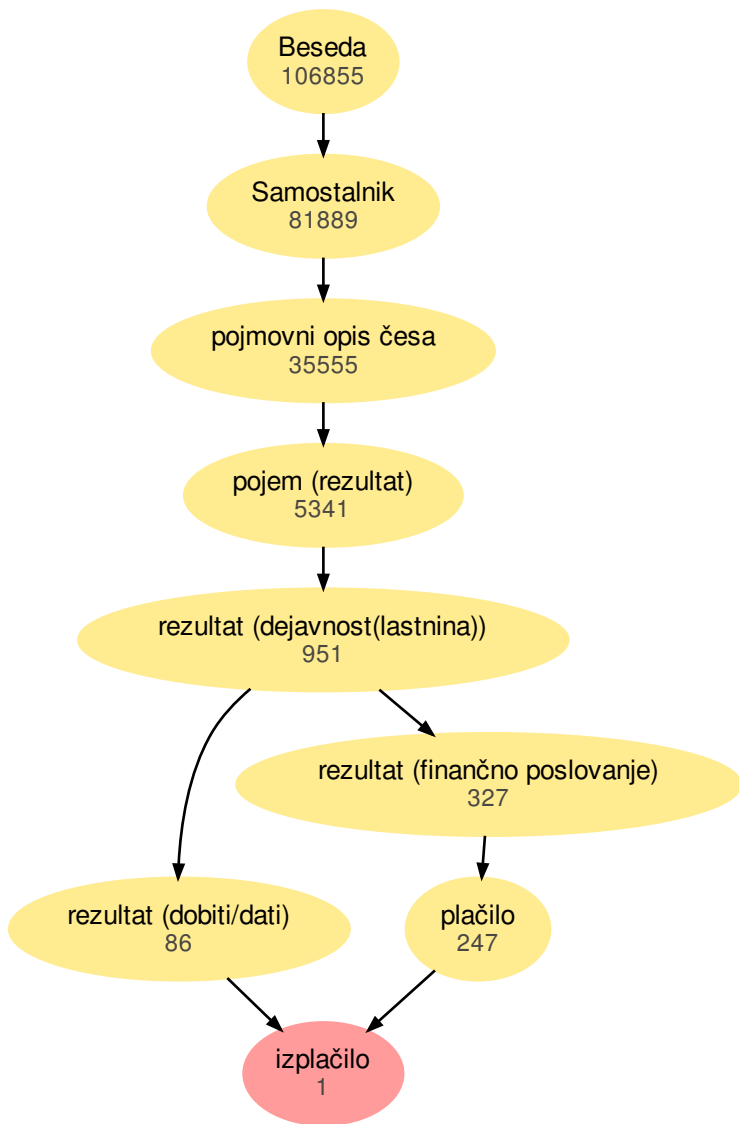 Beseda
106855
Samostalnik
81889
pojmovni opis česa
35555
pojem (rezultat)
5341
rezultat (dejavnost(lastnina))
951
rezultat (finančno poslovanje)
327
rezultat (dobiti/dati)
86
plačilo
247
izplačilo
1